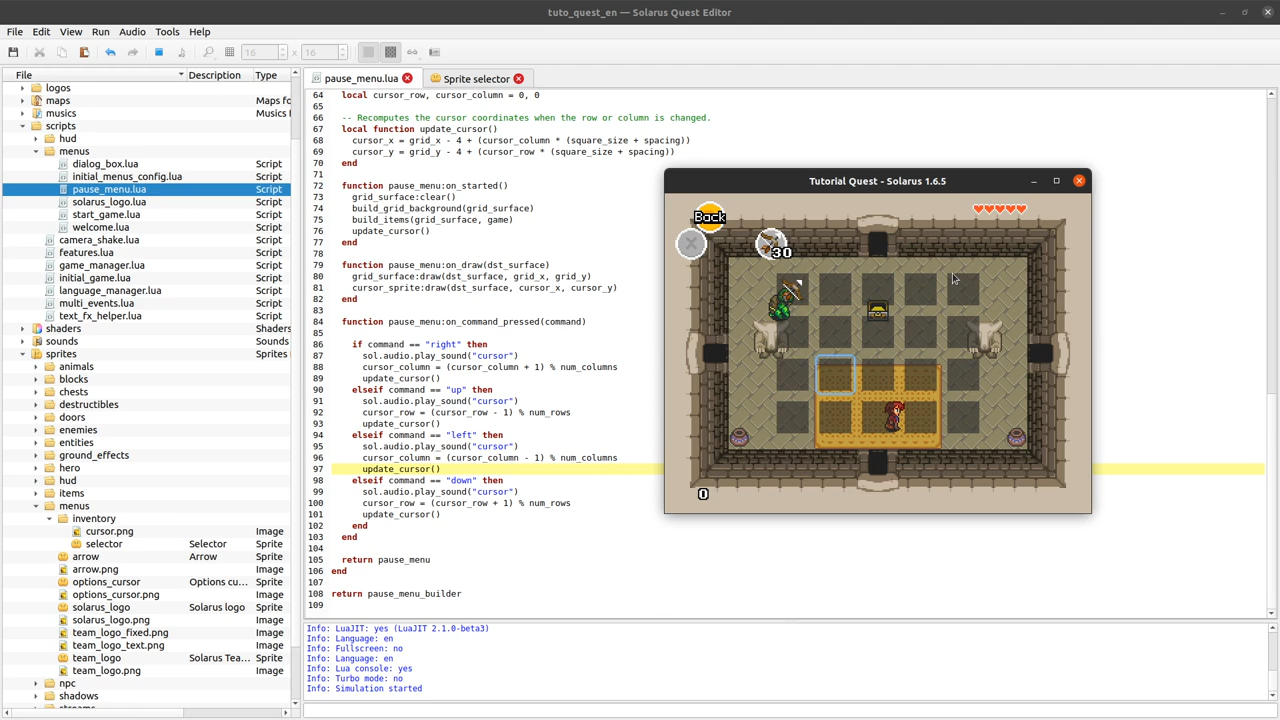 tuto_quest_en — Solarus Quest Editor
File Edit View Run Audio Tools Help
16 x 16
File Description Type
logos
maps Maps fo
musics
scripts
hud
menus
dialog_box.lua Script
initial_menus_config.lua Script
pause_menu.lua Script
solarus_logo.lua Script
start_game.lua Script
welcome.lua Script
camera_shake.lua Script
features.lua Script
game_manager.lua Script
initial_game.lua Script
language_manager.lua Script
multi_events.lua Script
text_fx_helper.lua Script
shaders Shaders
sounds Sounds
sprites Sprites
animals
blocks
chests
destructibles
doors
enemies
entities
ground_effects
hero
hud
items
menus
inventory
cursor.png Image
selector Selector Sprite
arrow Arrow Sprite
arrow.png Image
options_cursor Options cu... Sprite
options_cursor.png Image
solarus_logo Solarus logo Sprite
solarus_logo.png Image
team_logo_fixed.png Image
team_logo_text.png Image
team_logo Solarus Tea... Sprite
team_logo.png Image
npc
shadows
pause_menu.lua Sprite selector
64 local cursor_row, cursor_column = 0, 0
65
66 -- Recomputes the cursor coordinates when the row or column is changed.
67 local function update_cursor()
68 cursor_x = grid_x - 4 + (cursor_column * (square_size + spacing))
69 cursor_y = grid_y - 4 + (cursor_row * (square_size + spacing))
70 end
71
72 function pause_menu:on_started()
73 grid_surface:clear()
74 build_grid_background(grid_surface)
75 build_items(grid_surface, game)
76 update_cursor()
77 end
78
79 function pause_menu:on_draw(dst_surface)
80 grid_surface:draw(dst_surface, grid_x, grid_y)
81 cursor_sprite:draw(dst_surface, cursor_x, cursor_y)
82 end
83
84 function pause_menu:on_command_pressed(command)
85
86 if command == "right" then
87 sol.audio.play_sound("cursor")
88 cursor_column = (cursor_column + 1) % num_columns
89 update_cursor()
90 elseif command == "up" then
91 sol.audio.play_sound("cursor")
92 cursor_row = (cursor_row - 1) % num_rows
93 update_cursor()
94 elseif command == "left" then
95 sol.audio.play_sound("cursor")
96 cursor_column = (cursor_column - 1) % num_columns
97 update_cursor()
98 elseif command == "down" then
99 sol.audio.play_sound("cursor")
100 cursor_row = (cursor_row + 1) % num_rows
101 update_cursor()
102 end
103 end
104
105 return pause_menu
106 end
107
108 return pause_menu_builder
109
Tutorial Quest - Solarus 1.6.5
Back
30
0
Info: LuaJIT: yes (LuaJIT 2.1.0-beta3)
Info: Language: en
Info: Fullscreen: no
Info: Language: en
Info: Lua console: yes
Info: Turbo mode: no
Info: Simulation started